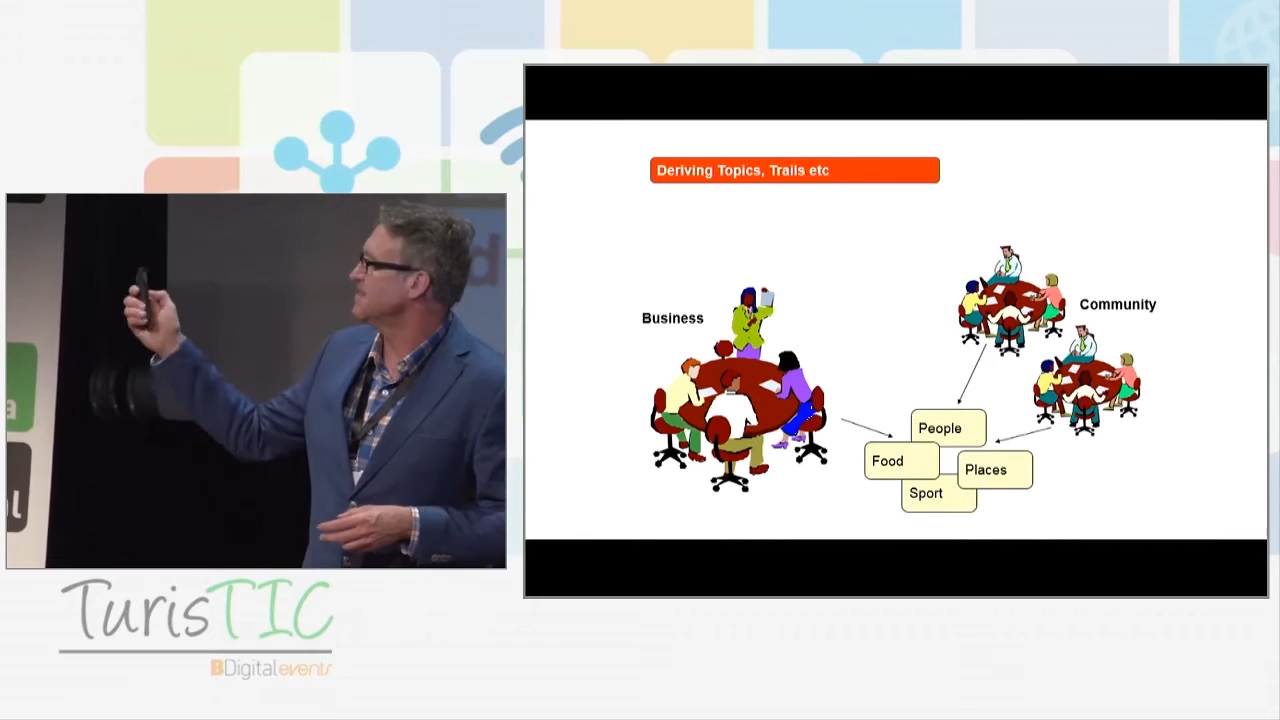 Deriving Topics, Trails etc
Business
Community
People
Food
Places
Sport
d
a
l
TurisTIC
BDigitalevents